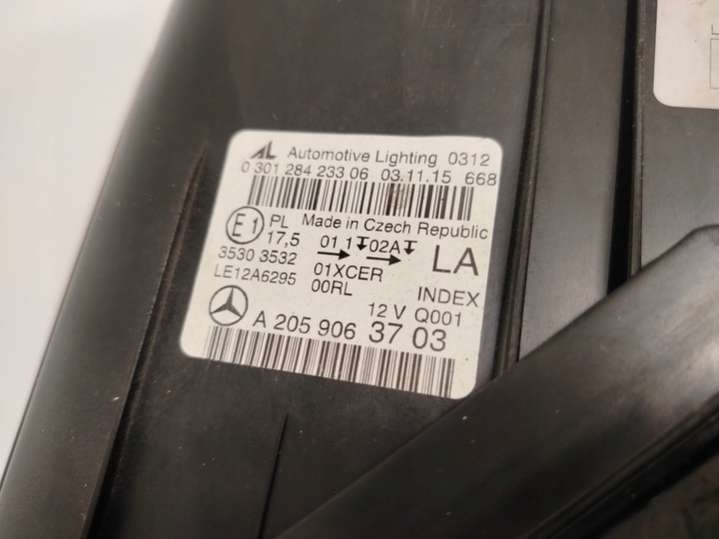 AL Automotive Lighting 0312
0 301 284 233 06 03.11.15 668
E1 PL Made in Czech Republic
17,5 01 1 02A LA
3530 3532 01XCER
LE12A6295 00RL INDEX
12 V Q001
A 205 906 37 03